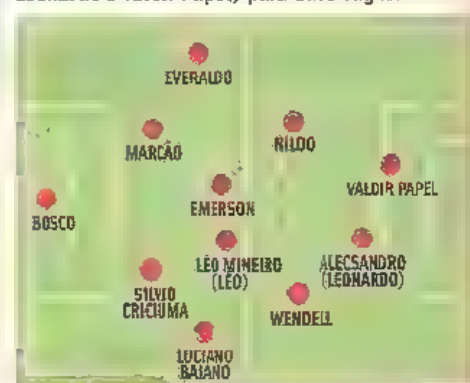 EVERALDO
MARCÃO
RILDO
VALDIR PAPEL
BOSCO
EMERSON
LÉO MINEIRO
(LÉO)
ALECSANDRO
(LEONARDO)
SILVIO
CRICIUMA
WENDELL
LUCIANO
BAIANO